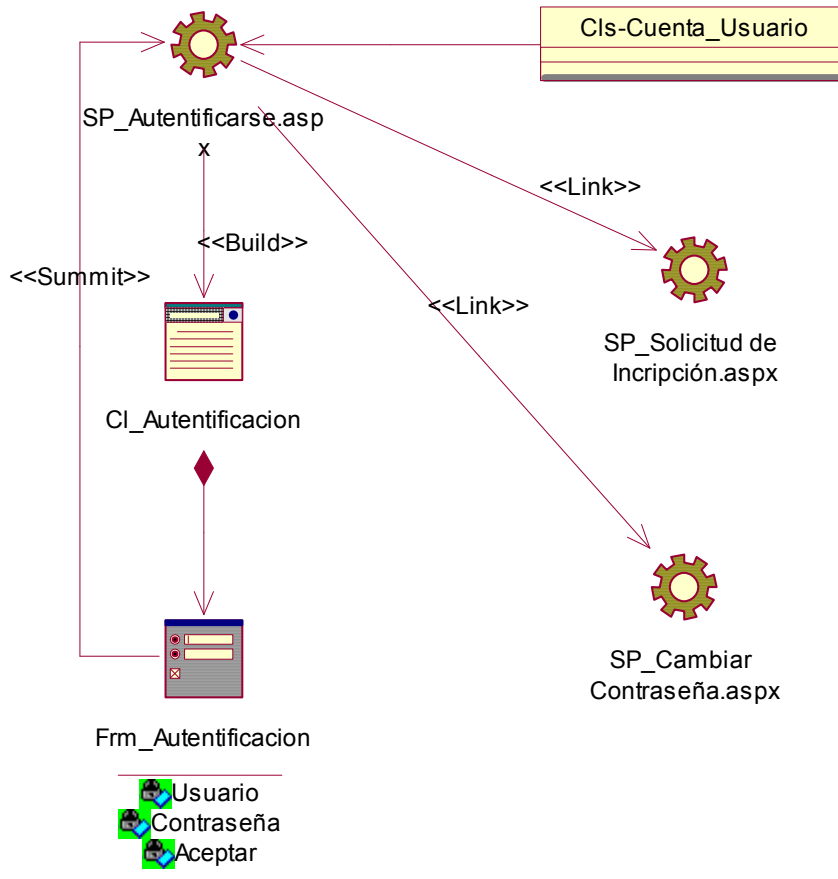 Cls-Cuenta_Usuario
SP_Autentificarse.asp
x
<<Link>>
<<Build>>
<<Summit>>
<<Link>>
SP_Solicitud de
Incripción.aspx
Cl_Autentificacion
SP_Cambiar
Contraseña.aspx
Frm_Autentificacion
Usuario
Contraseña
Aceptar